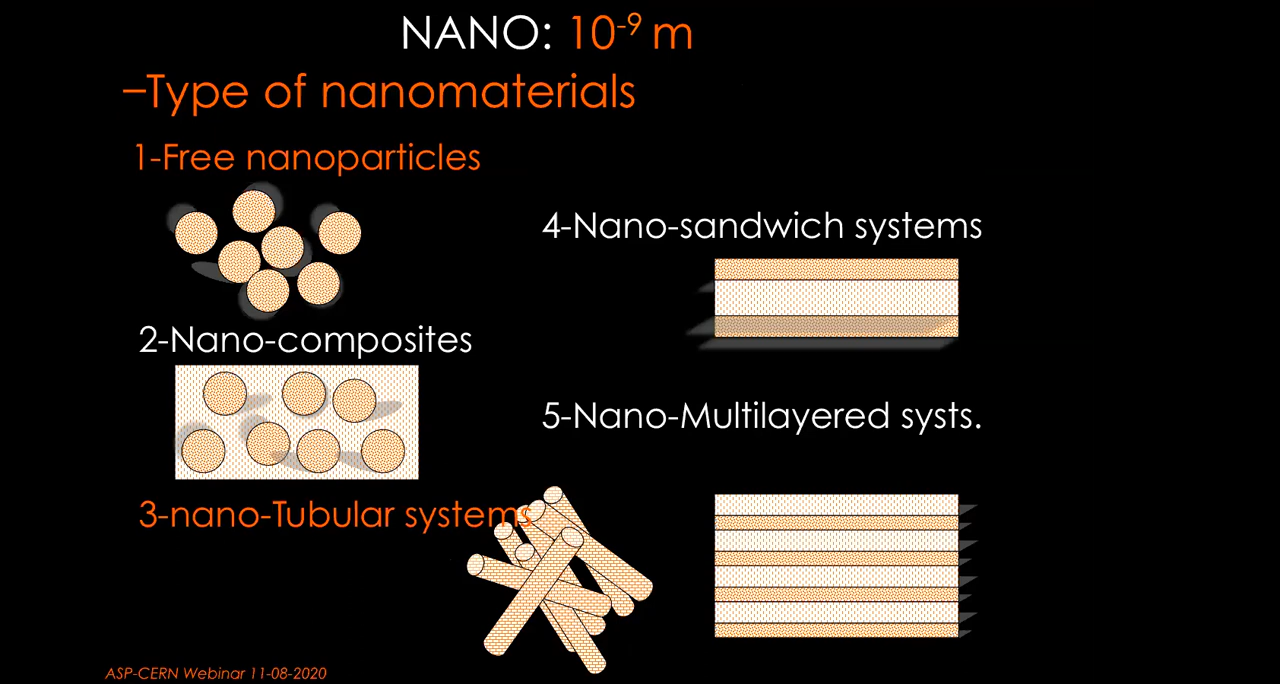 NANO: 10⁻⁹ m
–Type of nanomaterials
1-Free nanoparticles
4-Nano-sandwich systems
2-Nano-composites
5-Nano-Multilayered systs.
3-nano-Tubular systems
ASP-CERN Webinar 11-08-2020